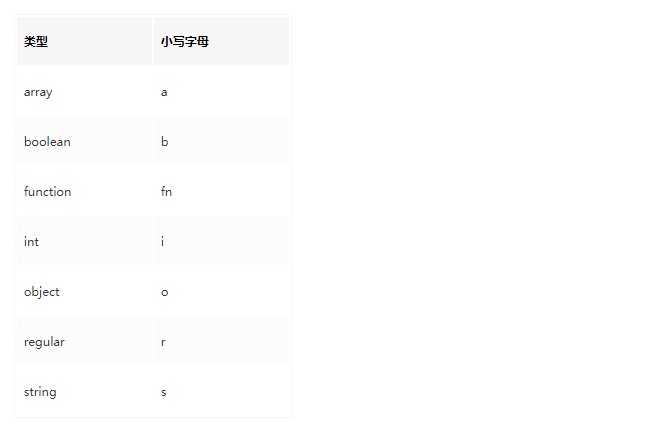 类型 小写字母
array a
boolean b
function fn
int i
object o
regular r
string s